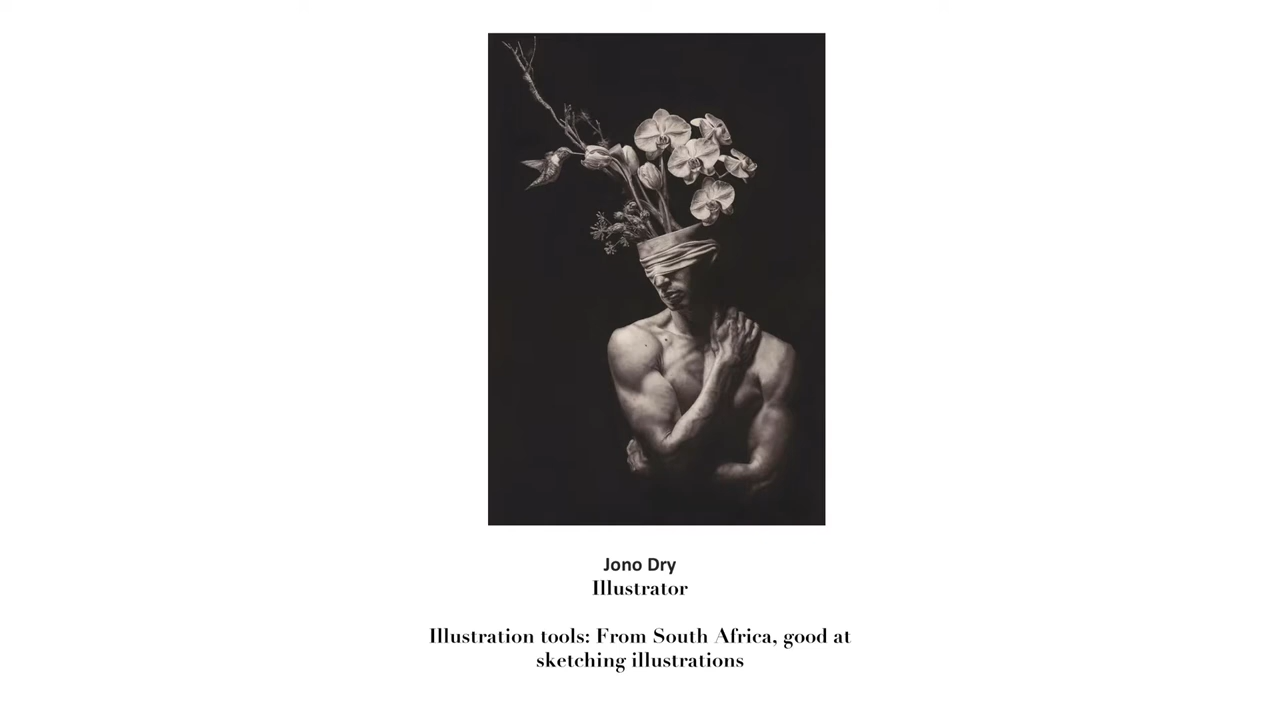 Jono Dry
Illustrator
Illustration tools: From South Africa, good at
sketching illustrations